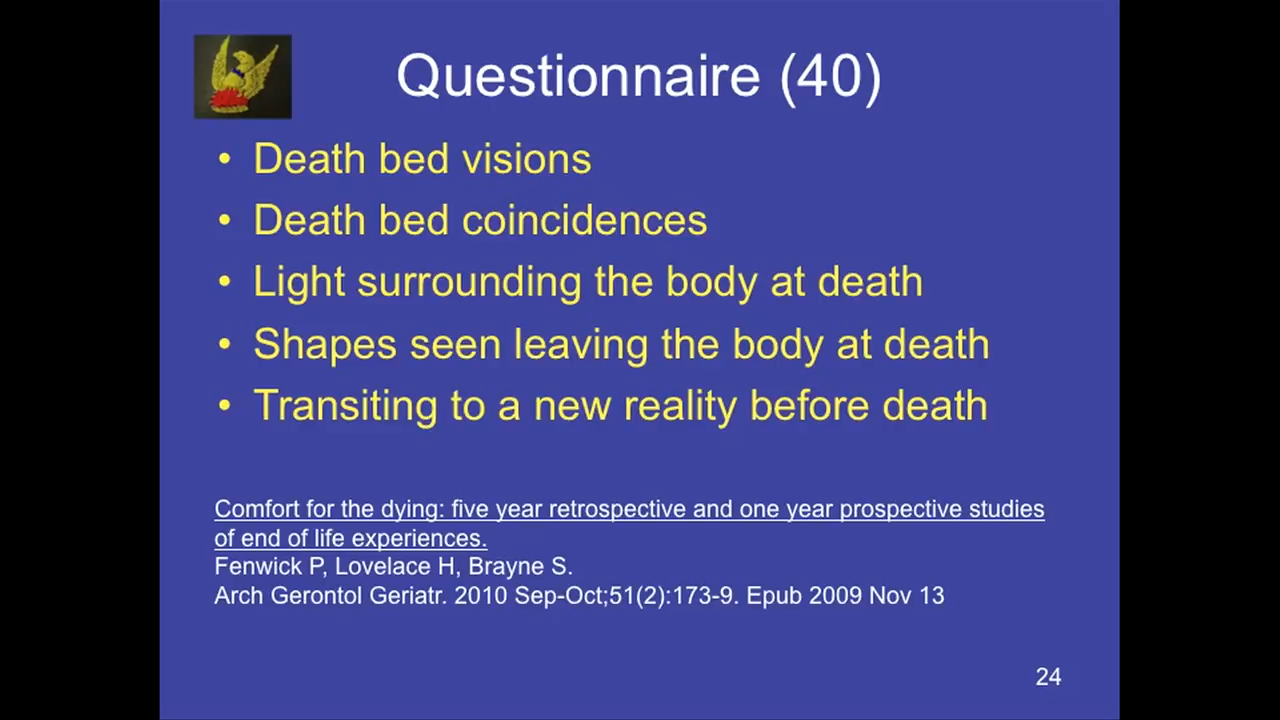 Questionnaire (40)
• Death bed visions
• Death bed coincidences
• Light surrounding the body at death
• Shapes seen leaving the body at death
• Transiting to a new reality before death
Comfort for the dying: five year retrospective and one year prospective studies
of end of life experiences.
Fenwick P, Lovelace H, Brayne S.
Arch Gerontol Geriatr. 2010 Sep-Oct;51(2):173-9. Epub 2009 Nov 13
24